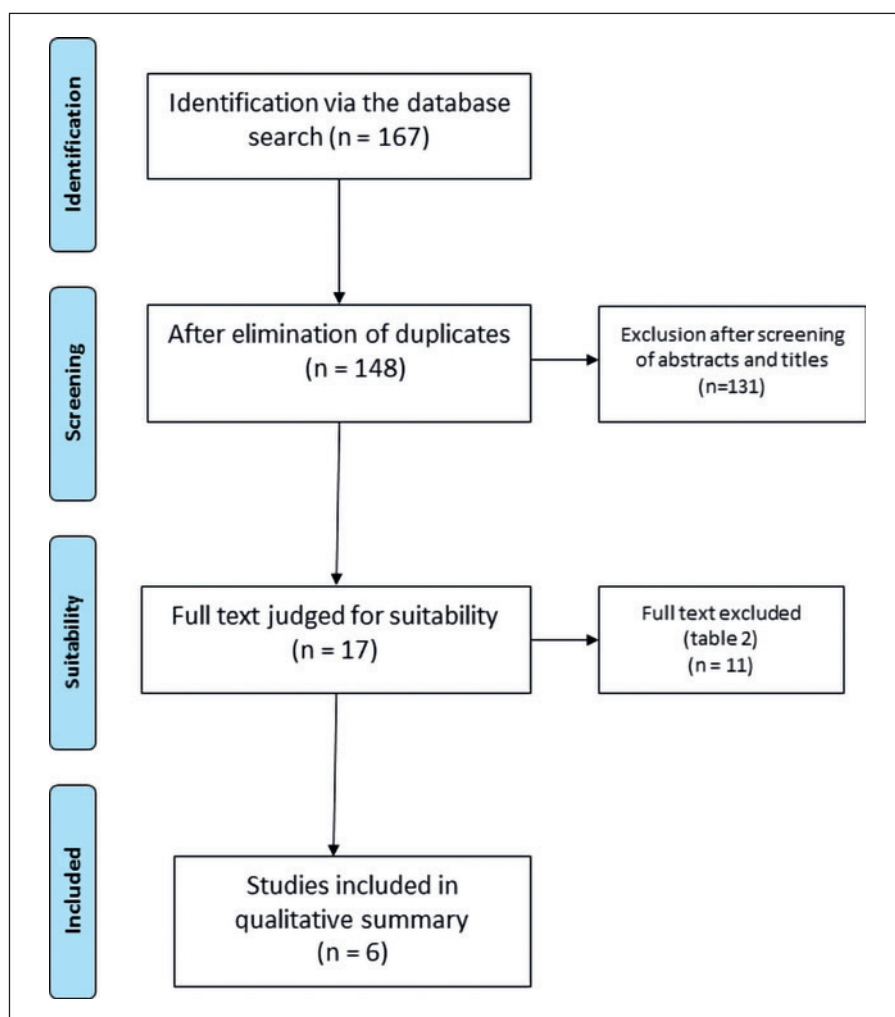 Identification
Identification via the database
search (n = 167)
Screening
After elimination of duplicates
(n = 148)
Exclusion after screening
of abstracts and titles
(n=131)
Suitability
Full text judged for suitability
(n = 17)
Full text excluded
(table 2)
(n = 11)
Included
Studies included in
qualitative summary
(n = 6)